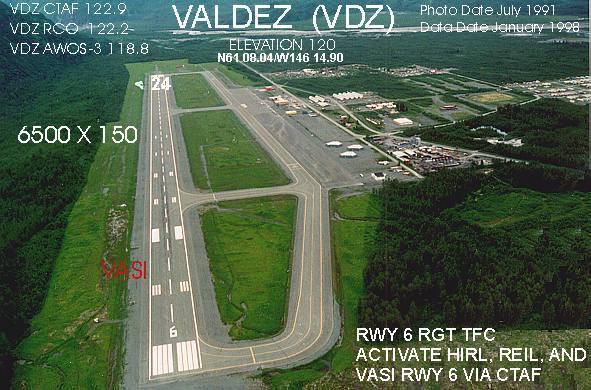 VDZ CTAF 122.9
VDZ RCO 122.2
VDZ AWOS-3 118.8
VALDEZ (VDZ)
ELEVATION 120
N61 08.04/W146 14.90
Photo Date July 1991
Data Date January 1998
24
6500 X 150
VASI
6
RWY 6 RGT TFC
ACTIVATE HIRL, REIL, AND
VASI RWY 6 VIA CTAF